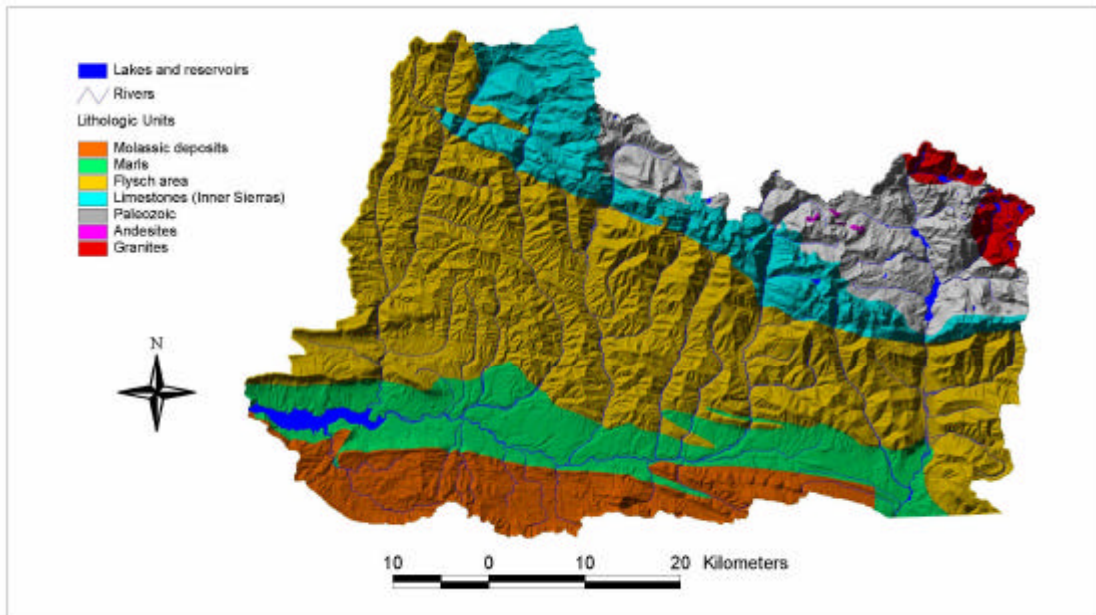 Lakes and reservoirs
Rivers
Lithologic Units
Molassic deposits
Marls
Flysch area
Limestones (Inner Sierras)
Paleozoic
Andesites
Granites
N
10 0 10 20 Kilometers